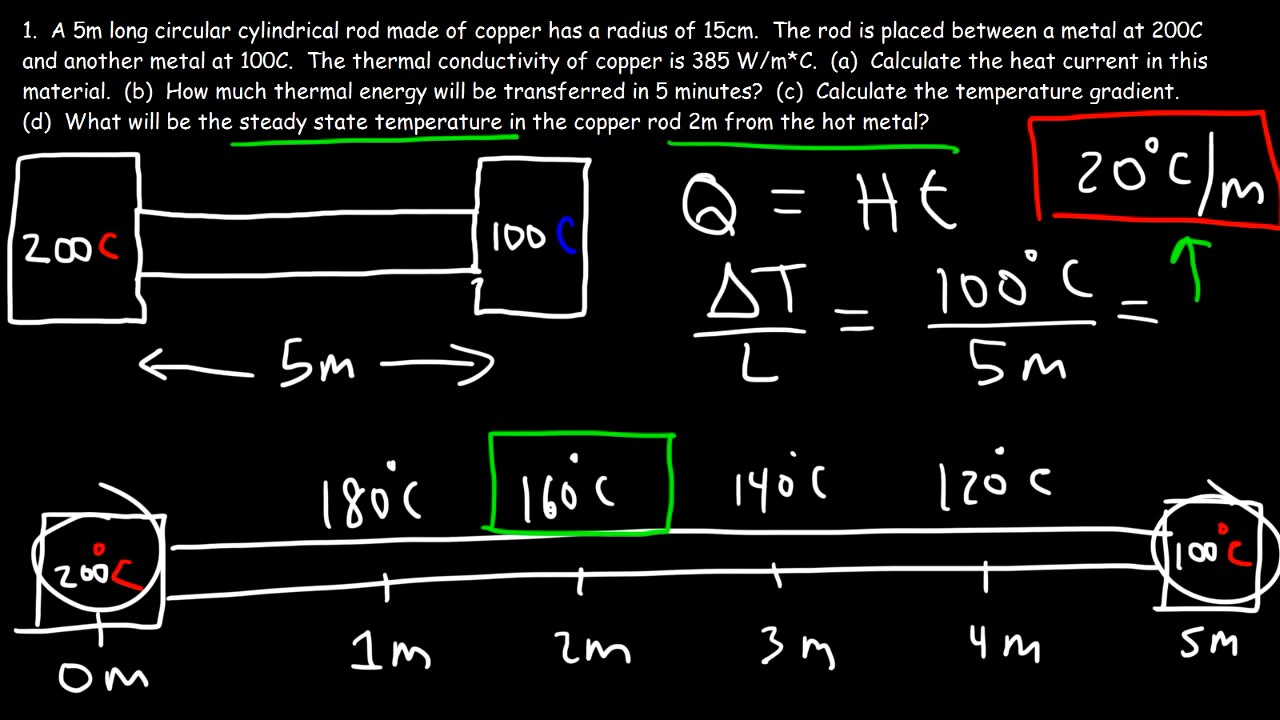 1. A 5m long circular cylindrical rod made of copper has a radius of 15cm. The rod is placed between a metal at 200C
and another metal at 100C. The thermal conductivity of copper is 385 W/m*C. (a) Calculate the heat current in this
material. (b) How much thermal energy will be transferred in 5 minutes? (c) Calculate the temperature gradient.
(d) What will be the steady state temperature in the copper rod 2m from the hot metal?
20°C/m
Q = Ht
200C
100C
ΔT/L = 100°C/5m =
5m
180°C 160°C 140°C 120°C
200°C
100°C
0m 1m 2m 3m 4m 5m